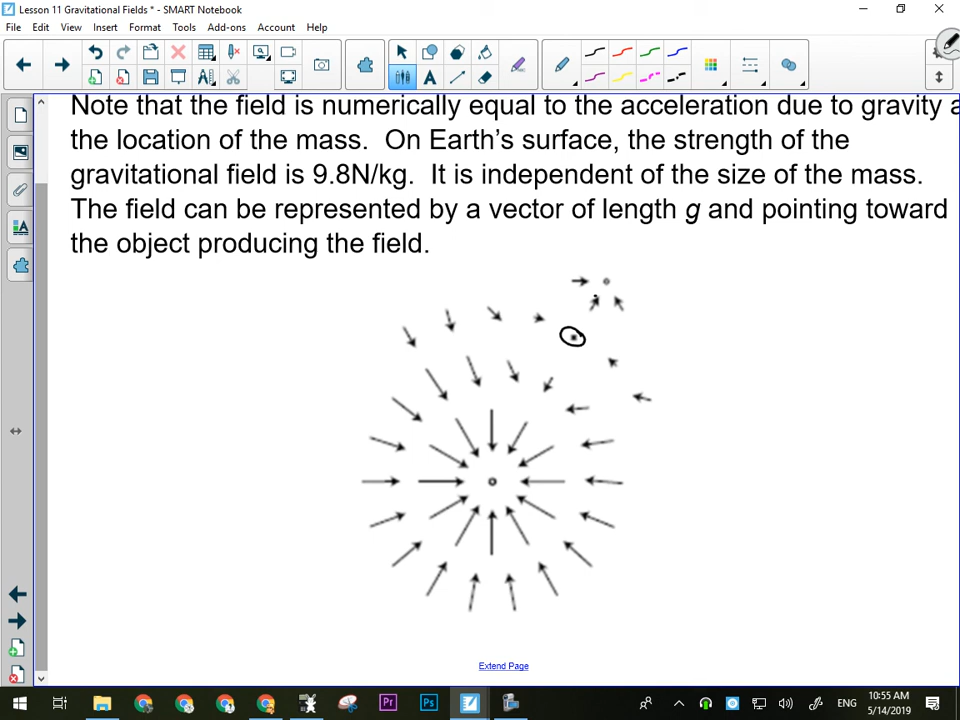 Lesson 11 Gravitational Fields * - SMART Notebook
File Edit View Insert Format Tools Add-ons Account Help
Note that the field is numerically equal to the acceleration due to gravity a
the location of the mass. On Earth's surface, the strength of the
gravitational field is 9.8N/kg. It is independent of the size of the mass.
The field can be represented by a vector of length g and pointing toward
the object producing the field.
Extend Page
Pr Ps ENG 10:55 AM
5/14/2019